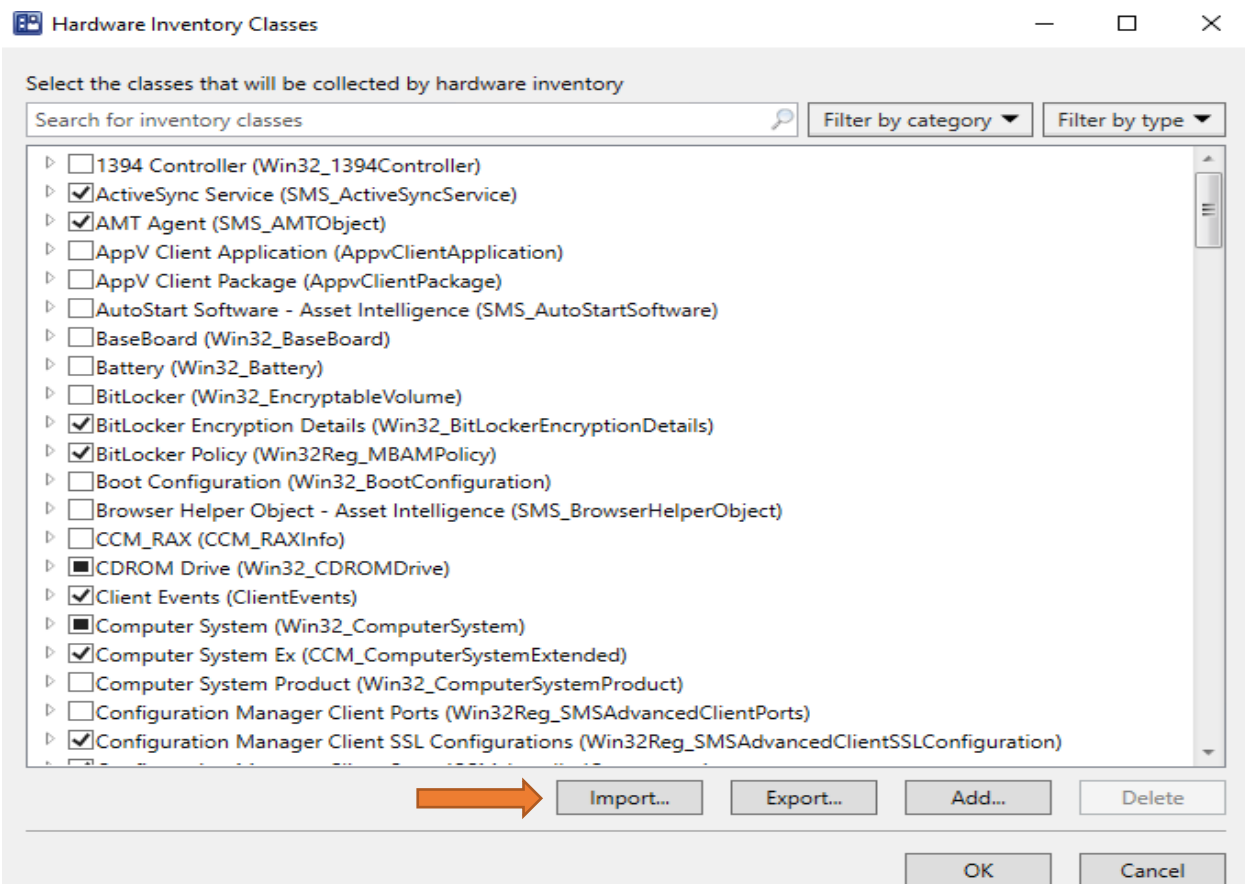 Hardware Inventory Classes
Select the classes that will be collected by hardware inventory
Search for inventory classes
Filter by category
Filter by type
1394 Controller (Win32_1394Controller)
ActiveSync Service (SMS_ActiveSyncService)
AMT Agent (SMS_AMTObject)
AppV Client Application (AppvClientApplication)
AppV Client Package (AppvClientPackage)
AutoStart Software - Asset Intelligence (SMS_AutoStartSoftware)
BaseBoard (Win32_BaseBoard)
Battery (Win32_Battery)
BitLocker (Win32_EncryptableVolume)
BitLocker Encryption Details (Win32_BitLockerEncryptionDetails)
BitLocker Policy (Win32Reg_MBAMPolicy)
Boot Configuration (Win32_BootConfiguration)
Browser Helper Object - Asset Intelligence (SMS_BrowserHelperObject)
CCM_RAX (CCM_RAXInfo)
CDROM Drive (Win32_CDROMDrive)
Client Events (ClientEvents)
Computer System (Win32_ComputerSystem)
Computer System Ex (CCM_ComputerSystemExtended)
Computer System Product (Win32_ComputerSystemProduct)
Configuration Manager Client Ports (Win32Reg_SMSAdvancedClientPorts)
Configuration Manager Client SSL Configurations (Win32Reg_SMSAdvancedClientSSLConfiguration)
Import...
Export...
Add...
Delete
OK
Cancel